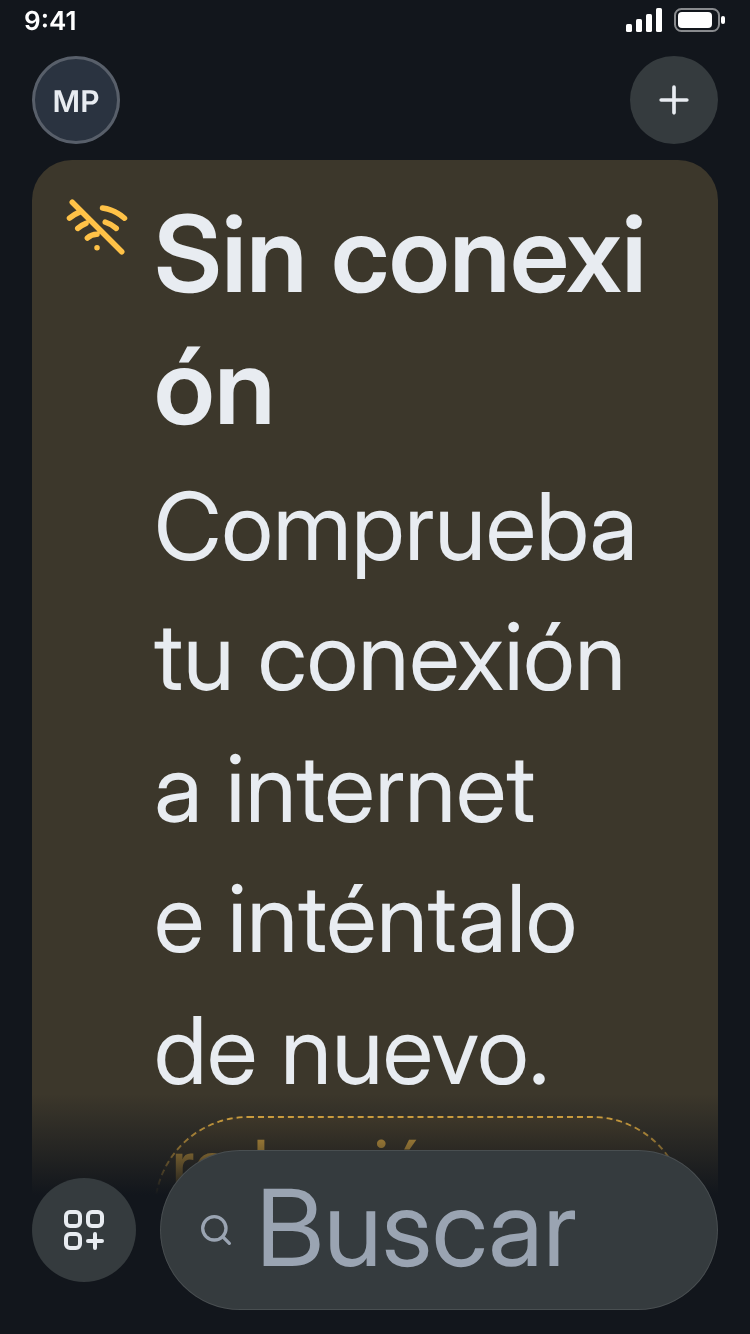 9:41
MP
Sin conexi
ón
Comprueba
tu conexión
a internet
e inténtalo
de nuevo.
Buscar